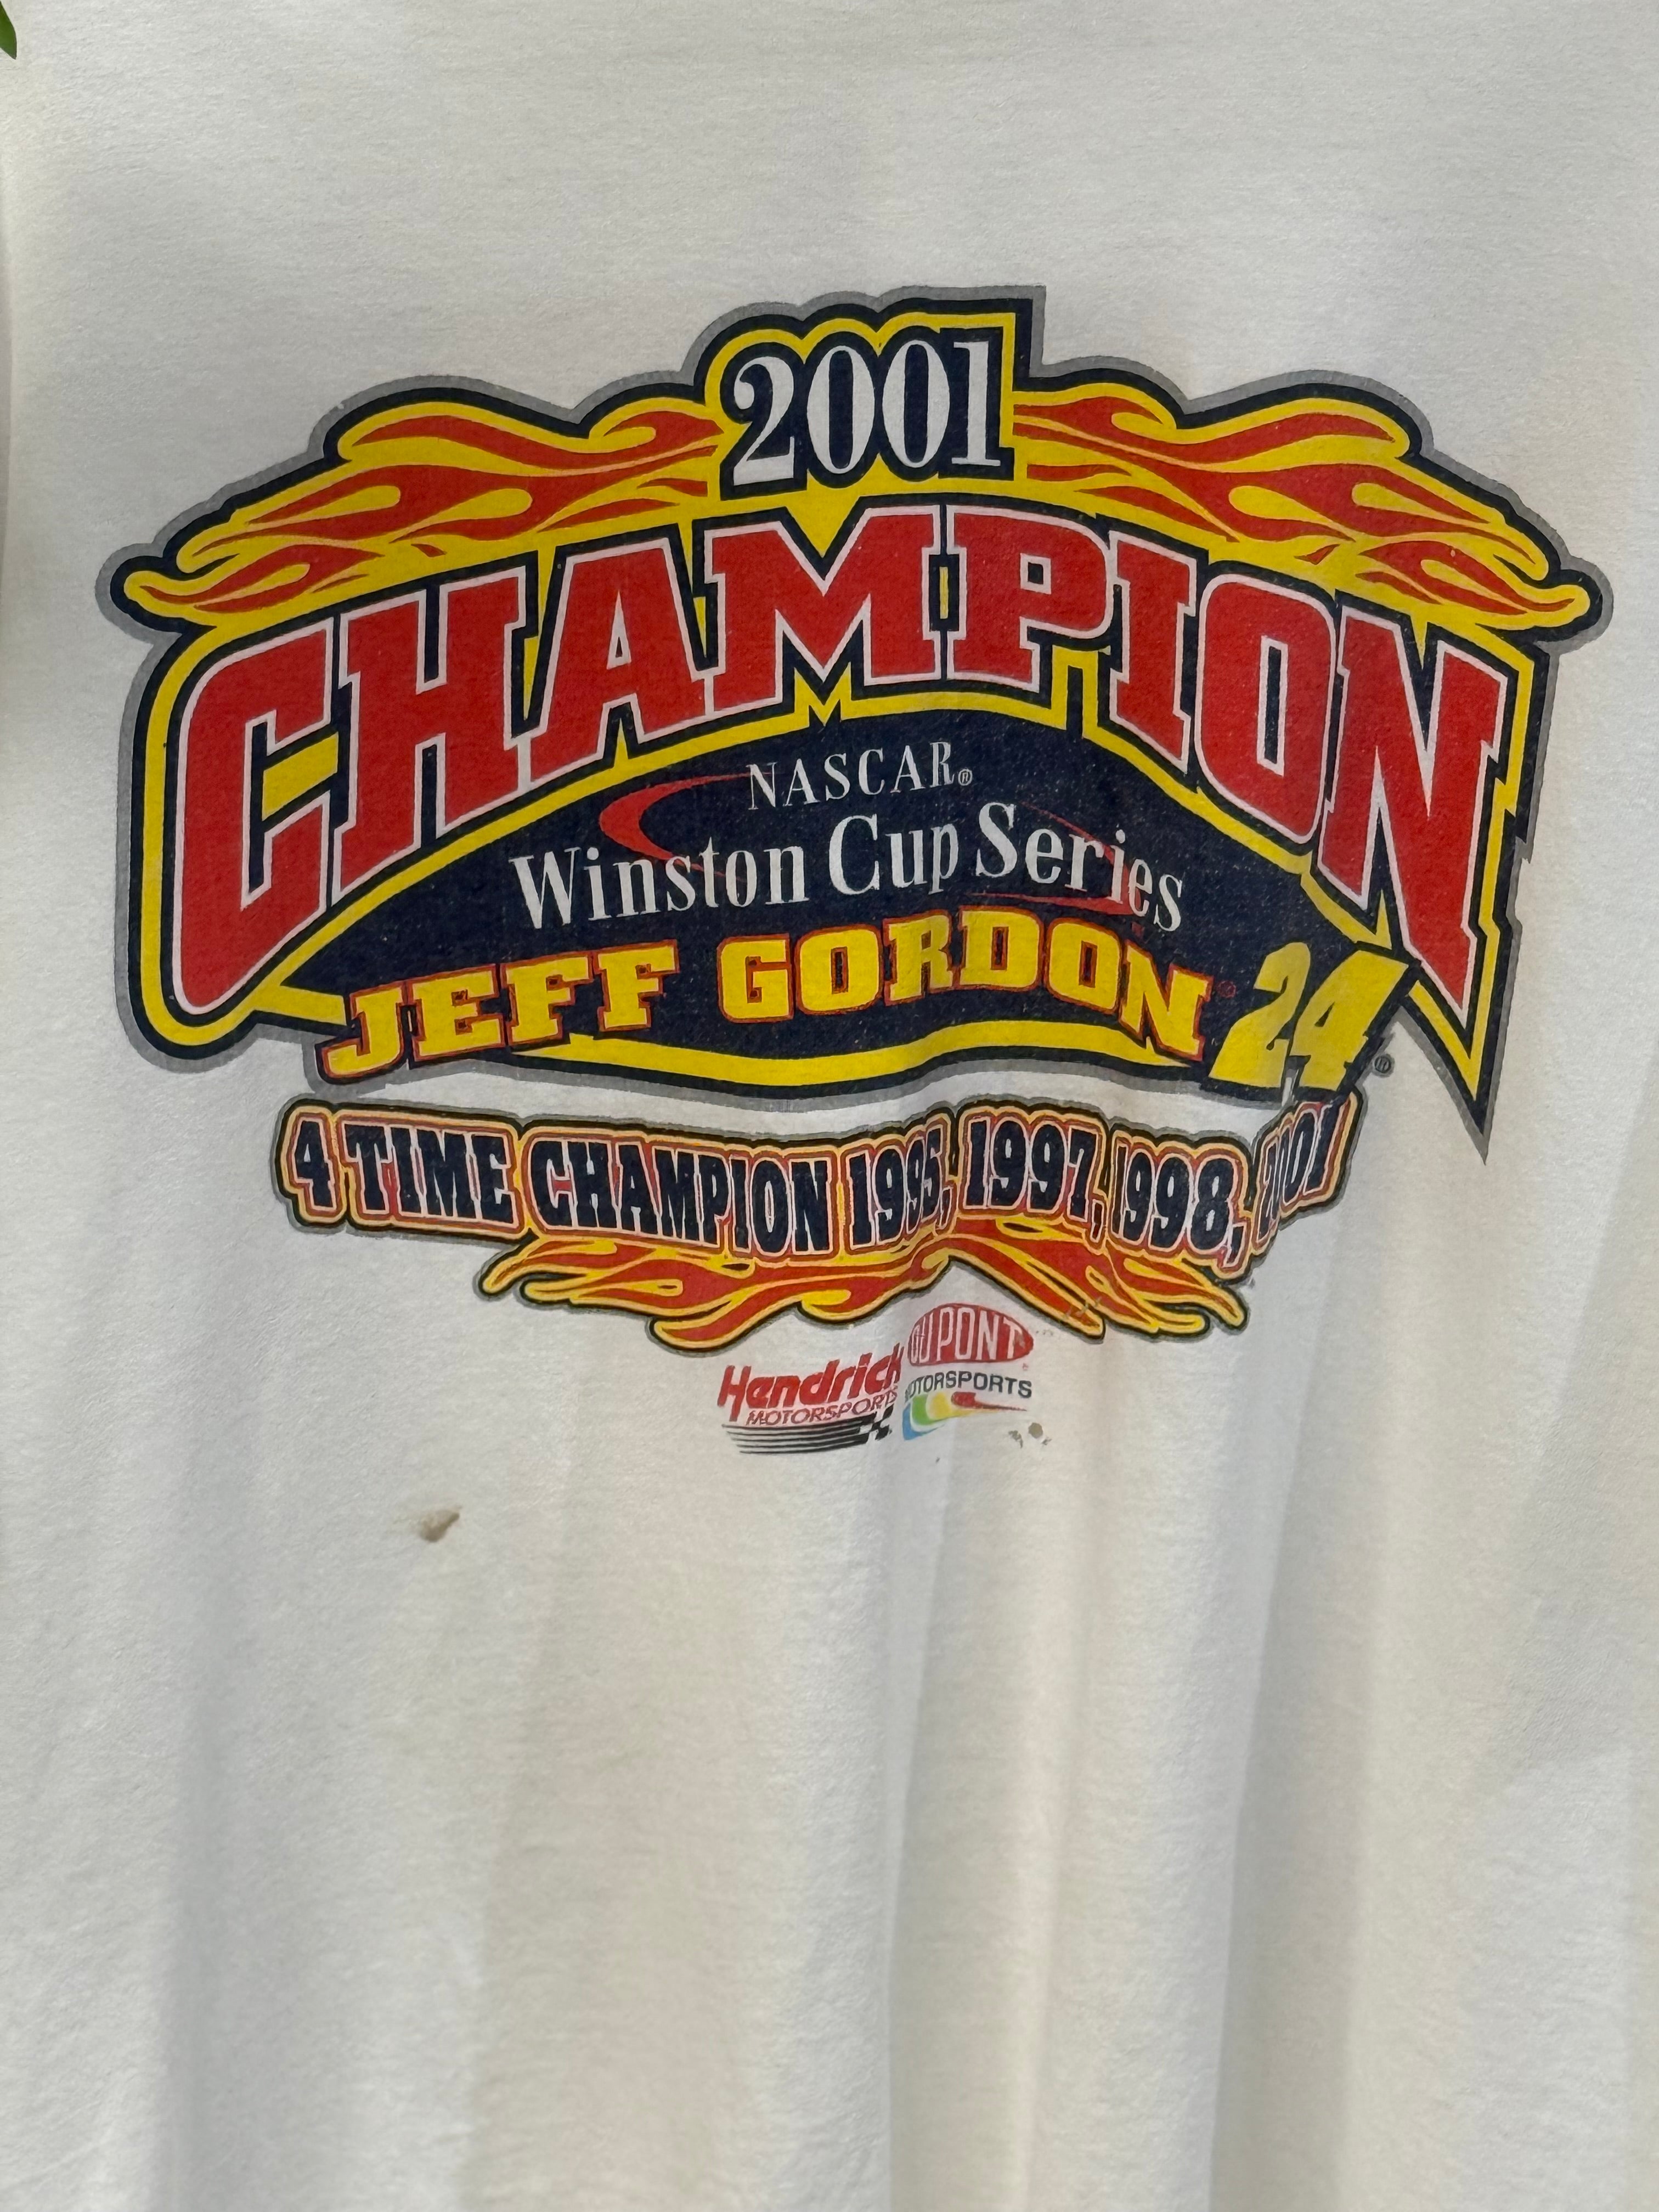 2001
CHAMPION
NASCAR®
Winston Cup Series
JEFF GORDON® 24®
4 TIME CHAMPION 1995, 1997, 1998, 2001
Hendrick
MOTORSPORTS
DUPONT
MOTORSPORTS